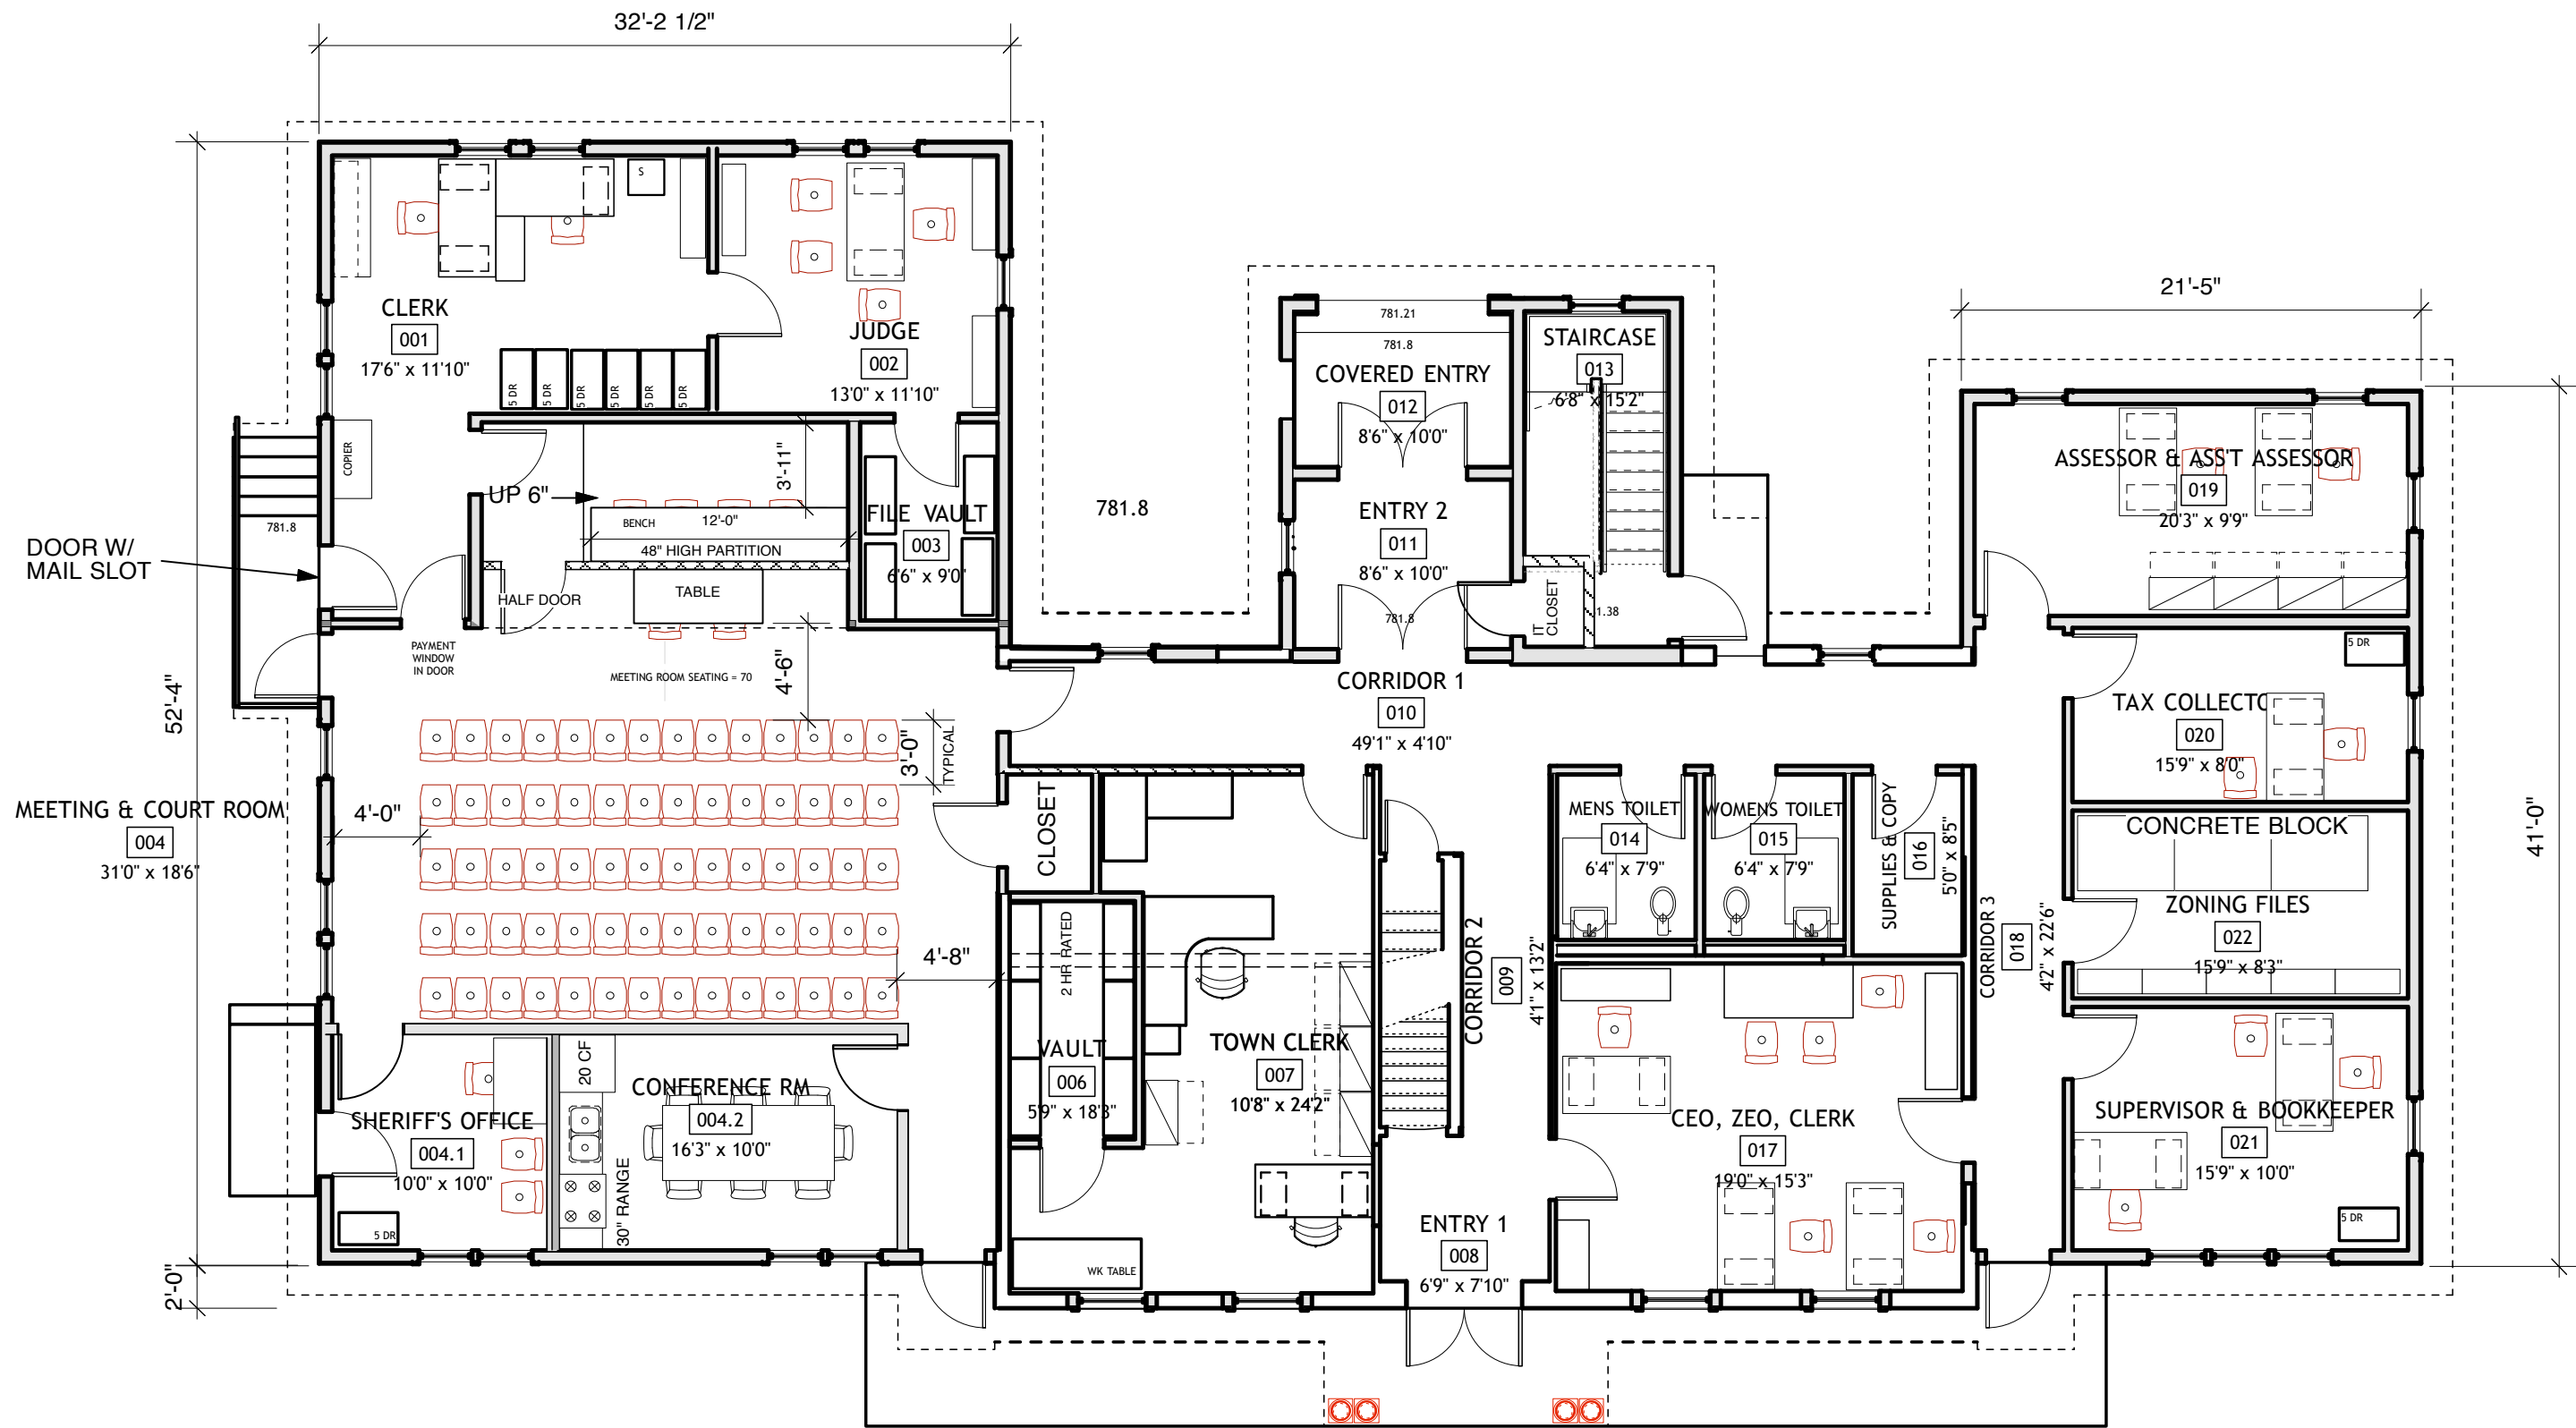 32'-2 1/2"
21'-5"
52'-4"
2'-0"
41'-0"
S
CLERK
001
17'6" x 11'10"
5 DR
5 DR
5 DR
5 DR
5 DR
5 DR
JUDGE
002
13'0" x 11'10"
COPIER
UP 6"
3'-11"
BENCH
12'-0"
48" HIGH PARTITION
FILE VAULT
003
6'6" x 9'0"
781.8
DOOR W/
MAIL SLOT
HALF DOOR
TABLE
PAYMENT
WINDOW
IN DOOR
MEETING ROOM SEATING = 70
4'-6"
3'-0"
TYPICAL
MEETING & COURT ROOM
004
31'0" x 18'6"
4'-0"
4'-8"
CLOSET
781.8
781.21
781.8
COVERED ENTRY
012
8'6" x 10'0"
ENTRY 2
011
8'6" x 10'0"
781.8
STAIRCASE
013
6'8" x 15'2"
IT
CLOSET
1.38
CORRIDOR 1
010
49'1" x 4'10"
ASSESSOR & ASS'T ASSESSOR
019
20'3" x 9'9"
5 DR
TAX COLLECTO
020
15'9" x 8'0"
CONCRETE BLOCK
ZONING FILES
022
15'9" x 8'3"
MENS TOILET
014
6'4" x 7'9"
WOMENS TOILET
015
6'4" x 7'9"
SUPPLIES & COPY
016
5'0" x 8'5"
CORRIDOR 3
018
4'2" x 22'6"
CORRIDOR 2
009
4'1" x 13'2"
2 HR RATED
VAULT
006
5'9" x 18'3"
TOWN CLERK
007
10'8" x 24'2"
WK TABLE
20 CF
CONFERENCE RM
004.2
16'3" x 10'0"
30" RANGE
SHERIFF'S OFFICE
004.1
10'0" x 10'0"
5 DR
ENTRY 1
008
6'9" x 7'10"
CEO, ZEO, CLERK
017
19'0" x 15'3"
SUPERVISOR & BOOKKEEPER
021
15'9" x 10'0"
5 DR